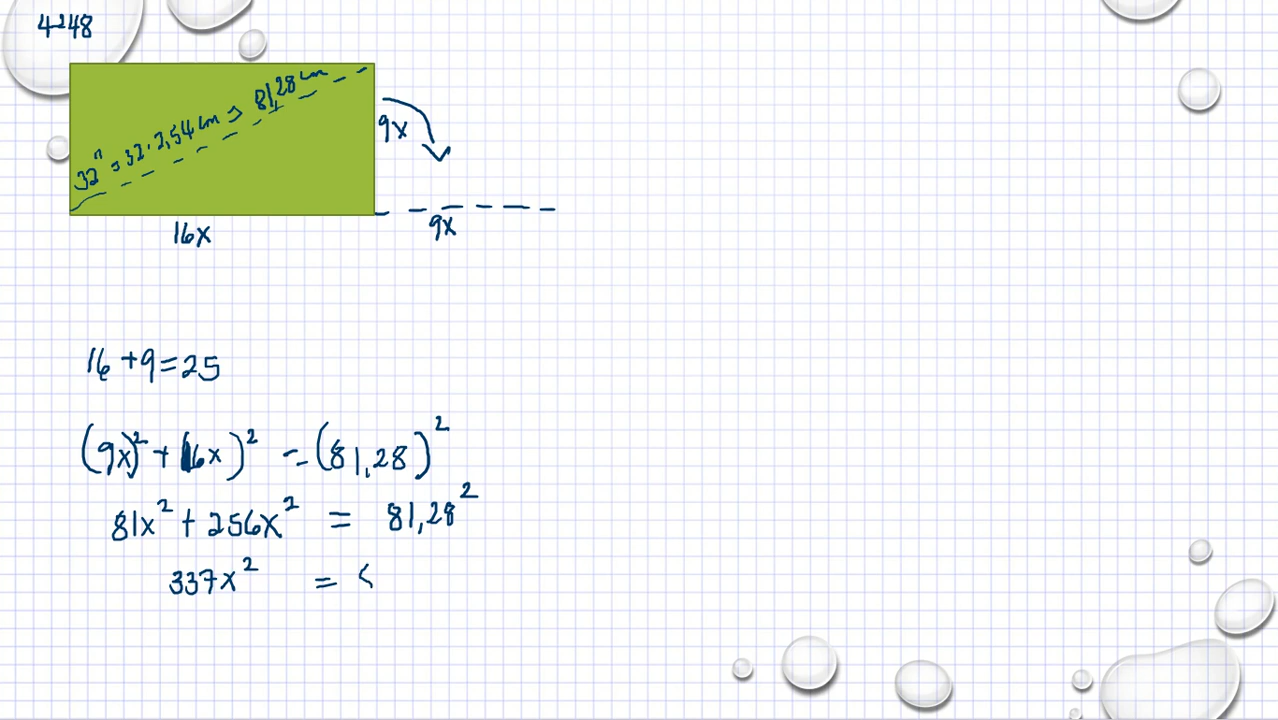 4248
32" = 32 · 2,54 cm = 81,28 cm
9x
9x
16x
16 + 9 = 25
(9x)² + (16x)² = (81,28)²
81x² + 256x² = 81,28²
337x² =